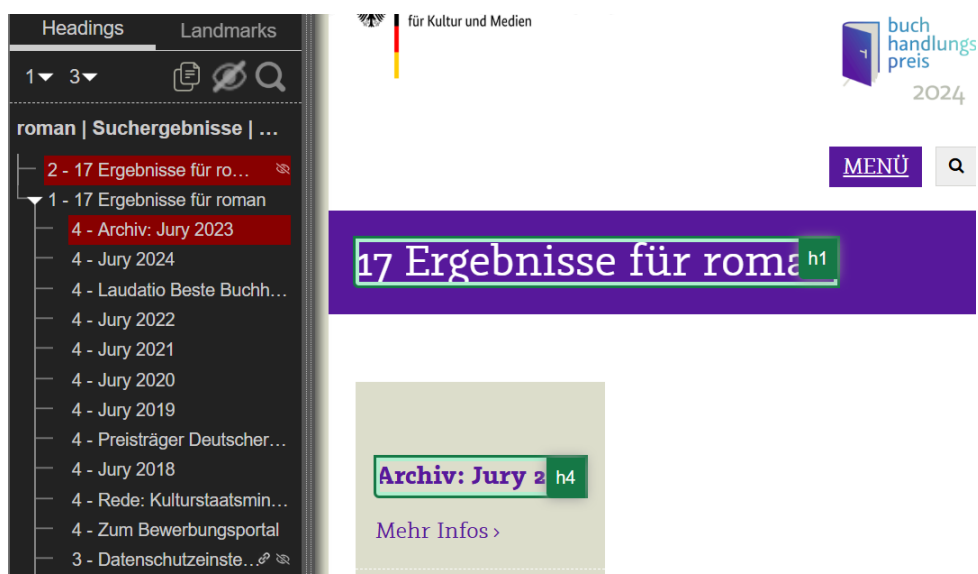 Headings Landmarks
1 3
roman | Suchergebnisse | ...
2 - 17 Ergebnisse für ro...
1 - 17 Ergebnisse für roman
4 - Archiv: Jury 2023
4 - Jury 2024
4 - Laudatio Beste Buchh...
4 - Jury 2022
4 - Jury 2021
4 - Jury 2020
4 - Jury 2019
4 - Preisträger Deutscher...
4 - Jury 2018
4 - Rede: Kulturstaatsmin...
4 - Zum Bewerbungsportal
3 - Datenschutzeinste...
für Kultur und Medien
buch
handlungs
preis
2024
MENÜ
17 Ergebnisse für roma
h1
Archiv: Jury 2
h4
Mehr Infos ›